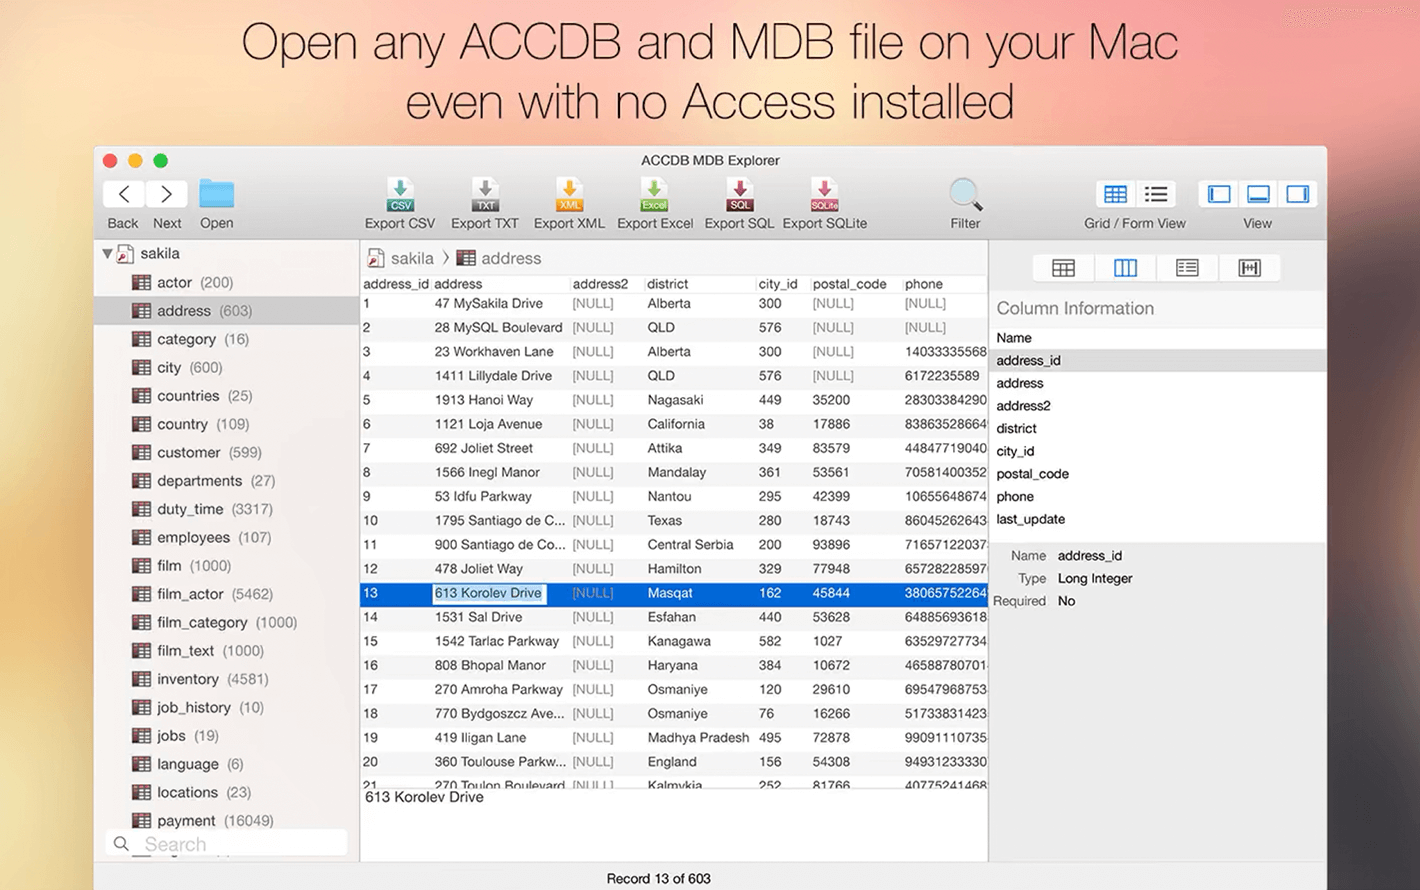 Open any ACCDB and MDB file on your Mac
even with no Access installed
ACCDB MDB Explorer
CSV TXT XML Excel SQL SQLite
Back Next Open Export CSV Export TXT Export XML Export Excel Export SQL Export SQLite Filter Grid / Form View View
sakila
actor (200)
address (603)
category (16)
city (600)
countries (25)
country (109)
customer (599)
departments (27)
duty_time (3317)
employees (107)
film (1000)
film_actor (5462)
film_category (1000)
film_text (1000)
inventory (4581)
job_history (10)
jobs (19)
language (6)
locations (23)
payment (16049)
Search
sakila address
address_id address address2 district city_id postal_code phone
1 47 MySakila Drive [NULL] Alberta 300 [NULL] [NULL]
2 28 MySQL Boulevard [NULL] QLD 576 [NULL] [NULL]
3 23 Workhaven Lane [NULL] Alberta 300 [NULL] 14033335568
4 1411 Lillydale Drive [NULL] QLD 576 [NULL] 6172235589
5 1913 Hanoi Way [NULL] Nagasaki 449 35200 28303384290
6 1121 Loja Avenue [NULL] California 38 17886 83863528664
7 692 Joliet Street [NULL] Attika 349 83579 44847719040
8 1566 Inegl Manor [NULL] Mandalay 361 53561 70581400352
9 53 Idfu Parkway [NULL] Nantou 295 42399 10655648674
10 1795 Santiago de C... [NULL] Texas 280 18743 86045262643
11 900 Santiago de Co... [NULL] Central Serbia 200 93896 71657122037
12 478 Joliet Way [NULL] Hamilton 329 77948 65728228597
13 613 Korolev Drive [NULL] Masqat 162 45844 38065752264
14 1531 Sal Drive [NULL] Esfahan 440 53628 64885693618
15 1542 Tarlac Parkway [NULL] Kanagawa 582 1027 63529727734
16 808 Bhopal Manor [NULL] Haryana 384 10672 46588780701
17 270 Amroha Parkway [NULL] Osmaniye 120 29610 69547968753
18 770 Bydgoszcz Ave... [NULL] Osmaniye 76 16266 51733831423
19 419 Iligan Lane [NULL] Madhya Pradesh 495 72878 99091110735
20 360 Toulouse Parkw... [NULL] England 156 54308 94931233330
21 270 Toulon Boulevard [NULL] Kalmykia 252 81766 40775241468
613 Korolev Drive
Record 13 of 603
Column Information
Name
address_id
address
address2
district
city_id
postal_code
phone
last_update
Name address_id
Type Long Integer
Required No